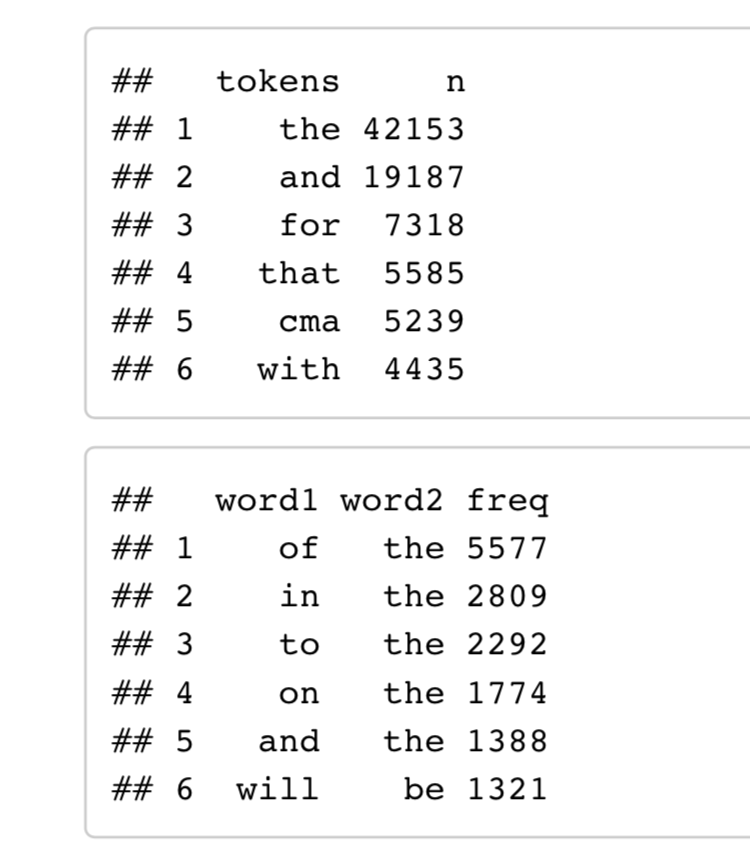 ##   tokens     n
## 1    the 42153
## 2    and 19187
## 3    for  7318
## 4   that  5585
## 5    cma  5239
## 6   with  4435
##   word1 word2 freq
## 1    of   the 5577
## 2    in   the 2809
## 3    to   the 2292
## 4    on   the 1774
## 5   and   the 1388
## 6  will    be 1321